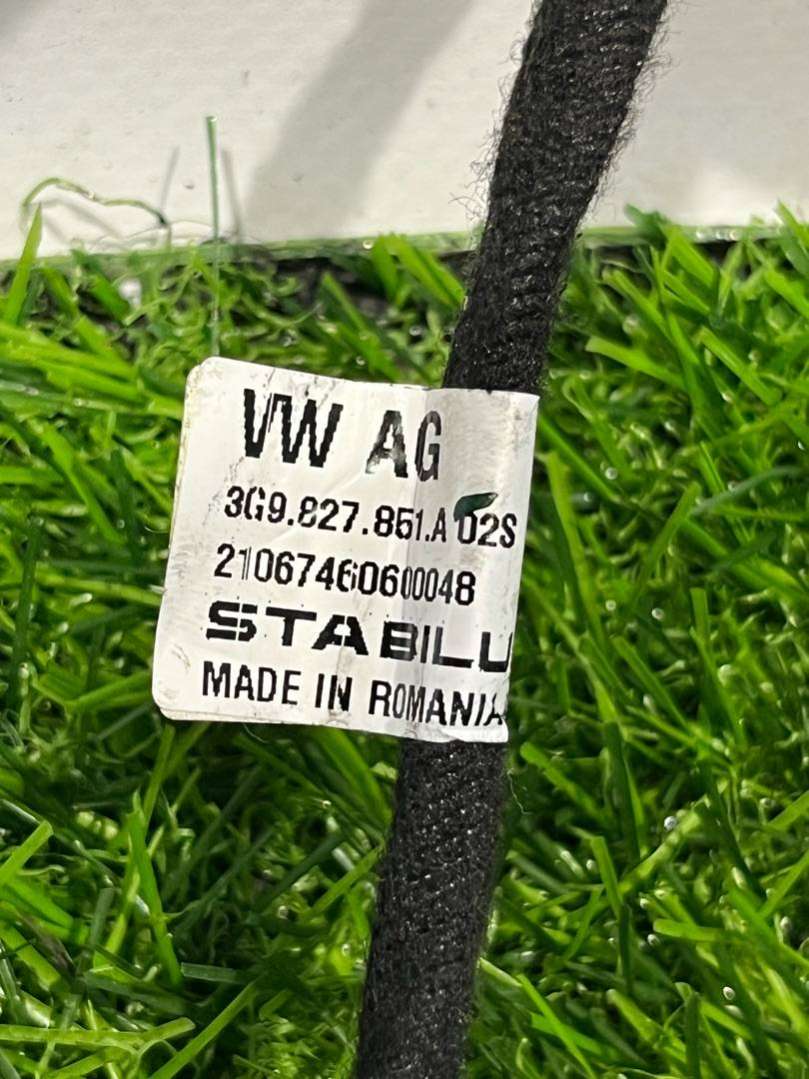 VW AG
3G9.827.851.A 02S
21067460600048
STABILU
MADE IN ROMANIA